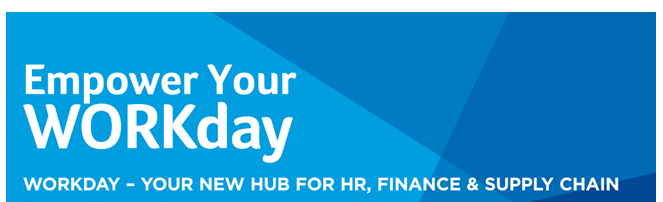 Empower Your
WORKday
WORKDAY – YOUR NEW HUB FOR HR, FINANCE & SUPPLY CHAIN